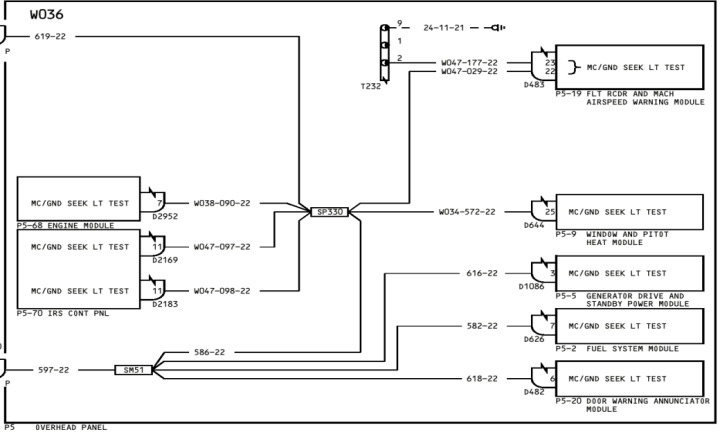 W036
619-22
P
9
24-11-21
1
2
T232
W047-177-22
W047-029-22
23
22
D483
MC/GND SEEK LT TEST
P5-19 FLT RCDR AND MACH
AIRSPEED WARNING MODULE
MC/GND SEEK LT TEST
7
D2952
W038-090-22
P5-68 ENGINE MODULE
SP330
W034-572-22
25
D644
MC/GND SEEK LT TEST
P5-9 WINDOW AND PITOT
HEAT MODULE
MC/GND SEEK LT TEST
11
D2169
W047-097-22
MC/GND SEEK LT TEST
11
D2183
W047-098-22
P5-70 IRS CONT PNL
616-22
3
D1086
MC/GND SEEK LT TEST
P5-5 GENERATOR DRIVE AND
STANDBY POWER MODULE
582-22
7
D626
MC/GND SEEK LT TEST
P5-2 FUEL SYSTEM MODULE
586-22
597-22
P
SM51
618-22
6
D482
MC/GND SEEK LT TEST
P5-20 DOOR WARNING ANNUNCIATOR
MODULE
P5 OVERHEAD PANEL